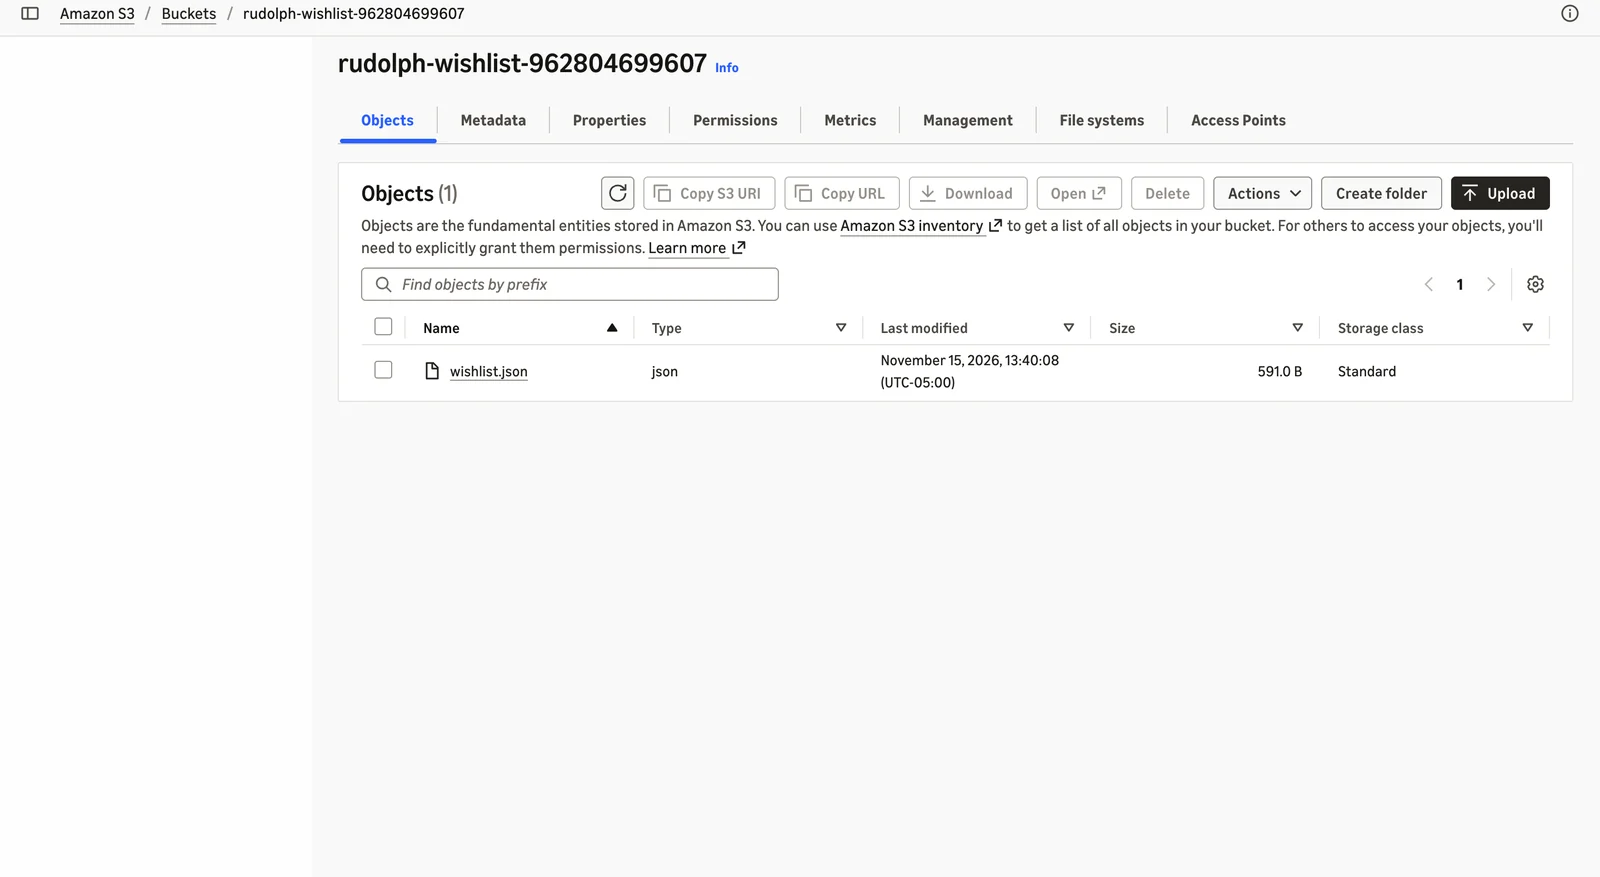 Amazon S3 / Buckets / rudolph-wishlist-962804699607
rudolph-wishlist-962804699607 Info
Objects Metadata Properties Permissions Metrics Management File systems Access Points
Objects (1) Copy S3 URI Copy URL Download Open Delete Actions Create folder Upload
Objects are the fundamental entities stored in Amazon S3. You can use Amazon S3 inventory to get a list of all objects in your bucket. For others to access your objects, you'll
need to explicitly grant them permissions. Learn more
Find objects by prefix 1
Name Type Last modified Size Storage class
wishlist.json json November 15, 2026, 13:40:08 591.0 B Standard
(UTC-05:00)